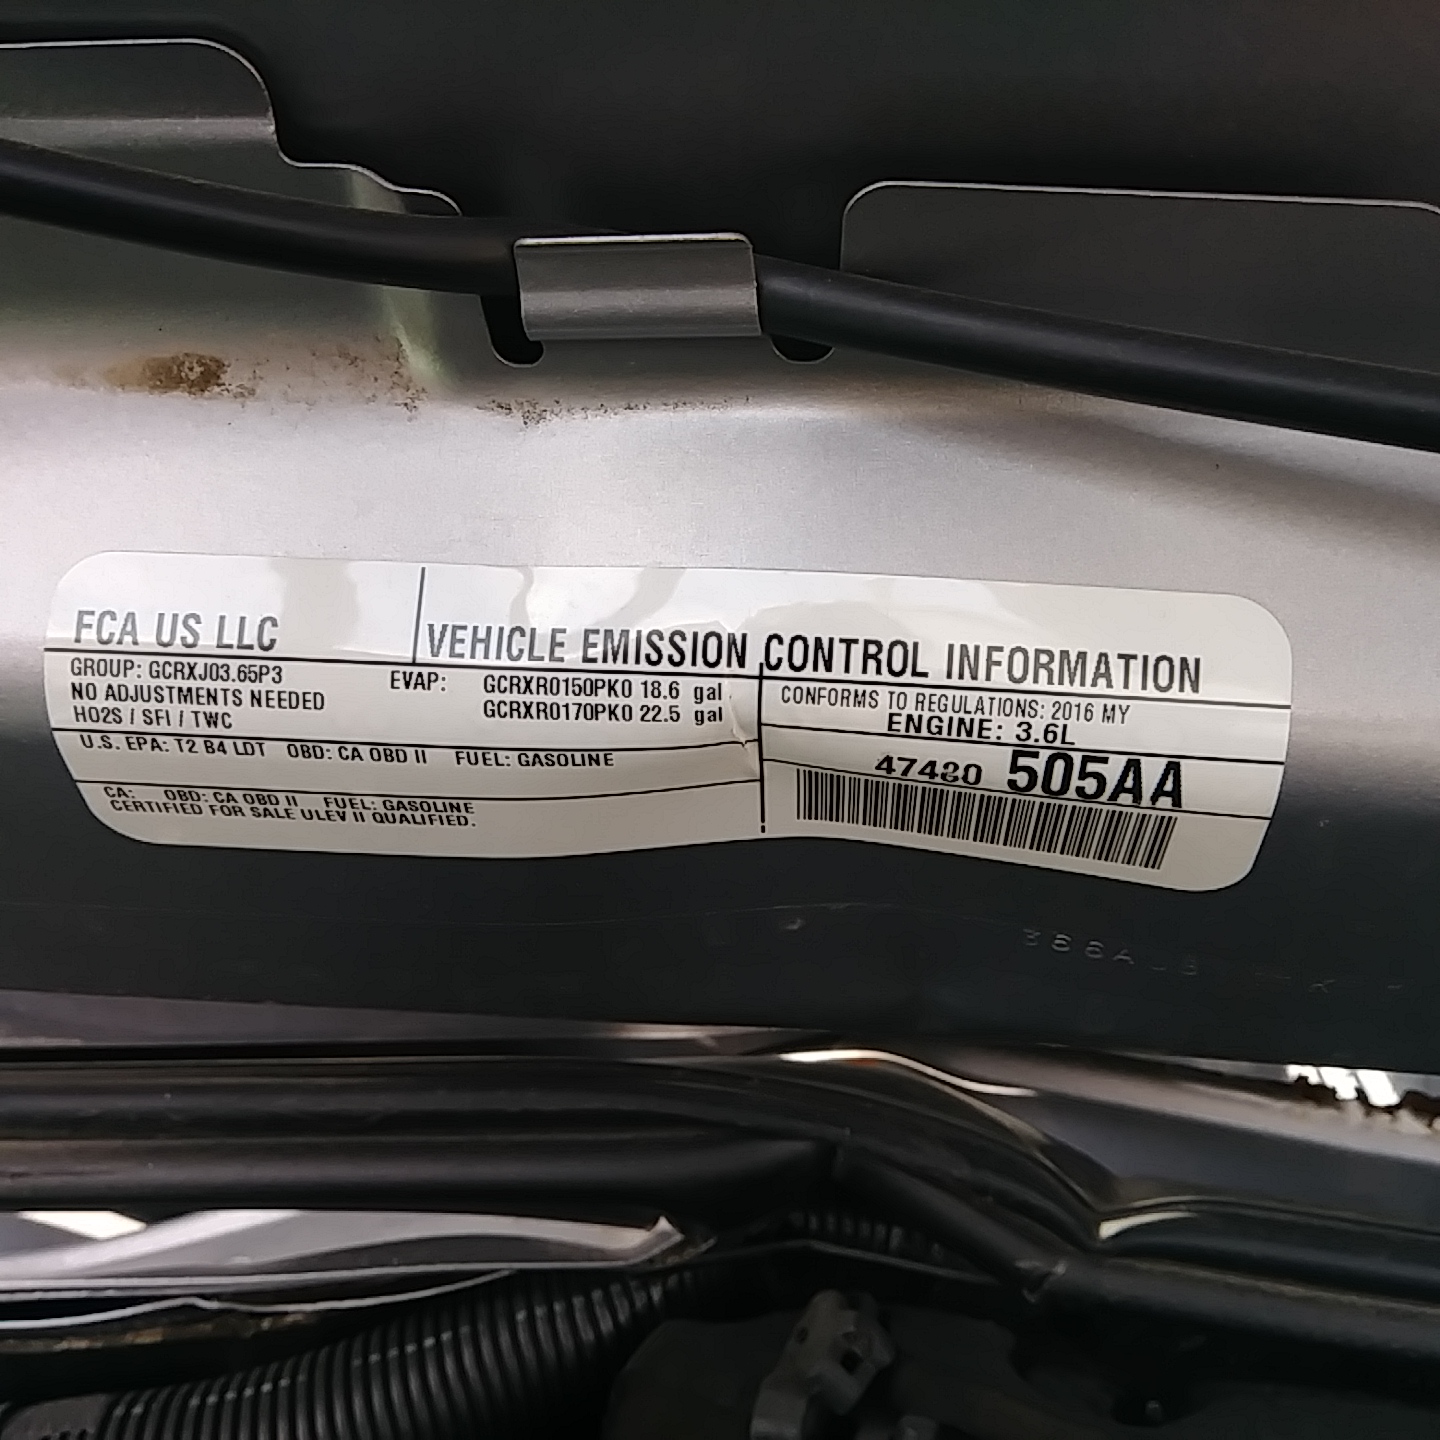 FCA US LLC
VEHICLE EMISSION CONTROL INFORMATION
GROUP: GCRXJ03.65P3
NO ADJUSTMENTS NEEDED
HO2S / SFI / TWC
EVAP: GCRXR0150PK0 18.6 gal
GCRXR0170PK0 22.5 gal
CONFORMS TO REGULATIONS: 2016 MY
ENGINE: 3.6L
U.S. EPA: T2 B4 LDT OBD: CA OBD II FUEL: GASOLINE
47480 505AA
CA: OBD: CA OBD II FUEL: GASOLINE
CERTIFIED FOR SALE ULEV II QUALIFIED.